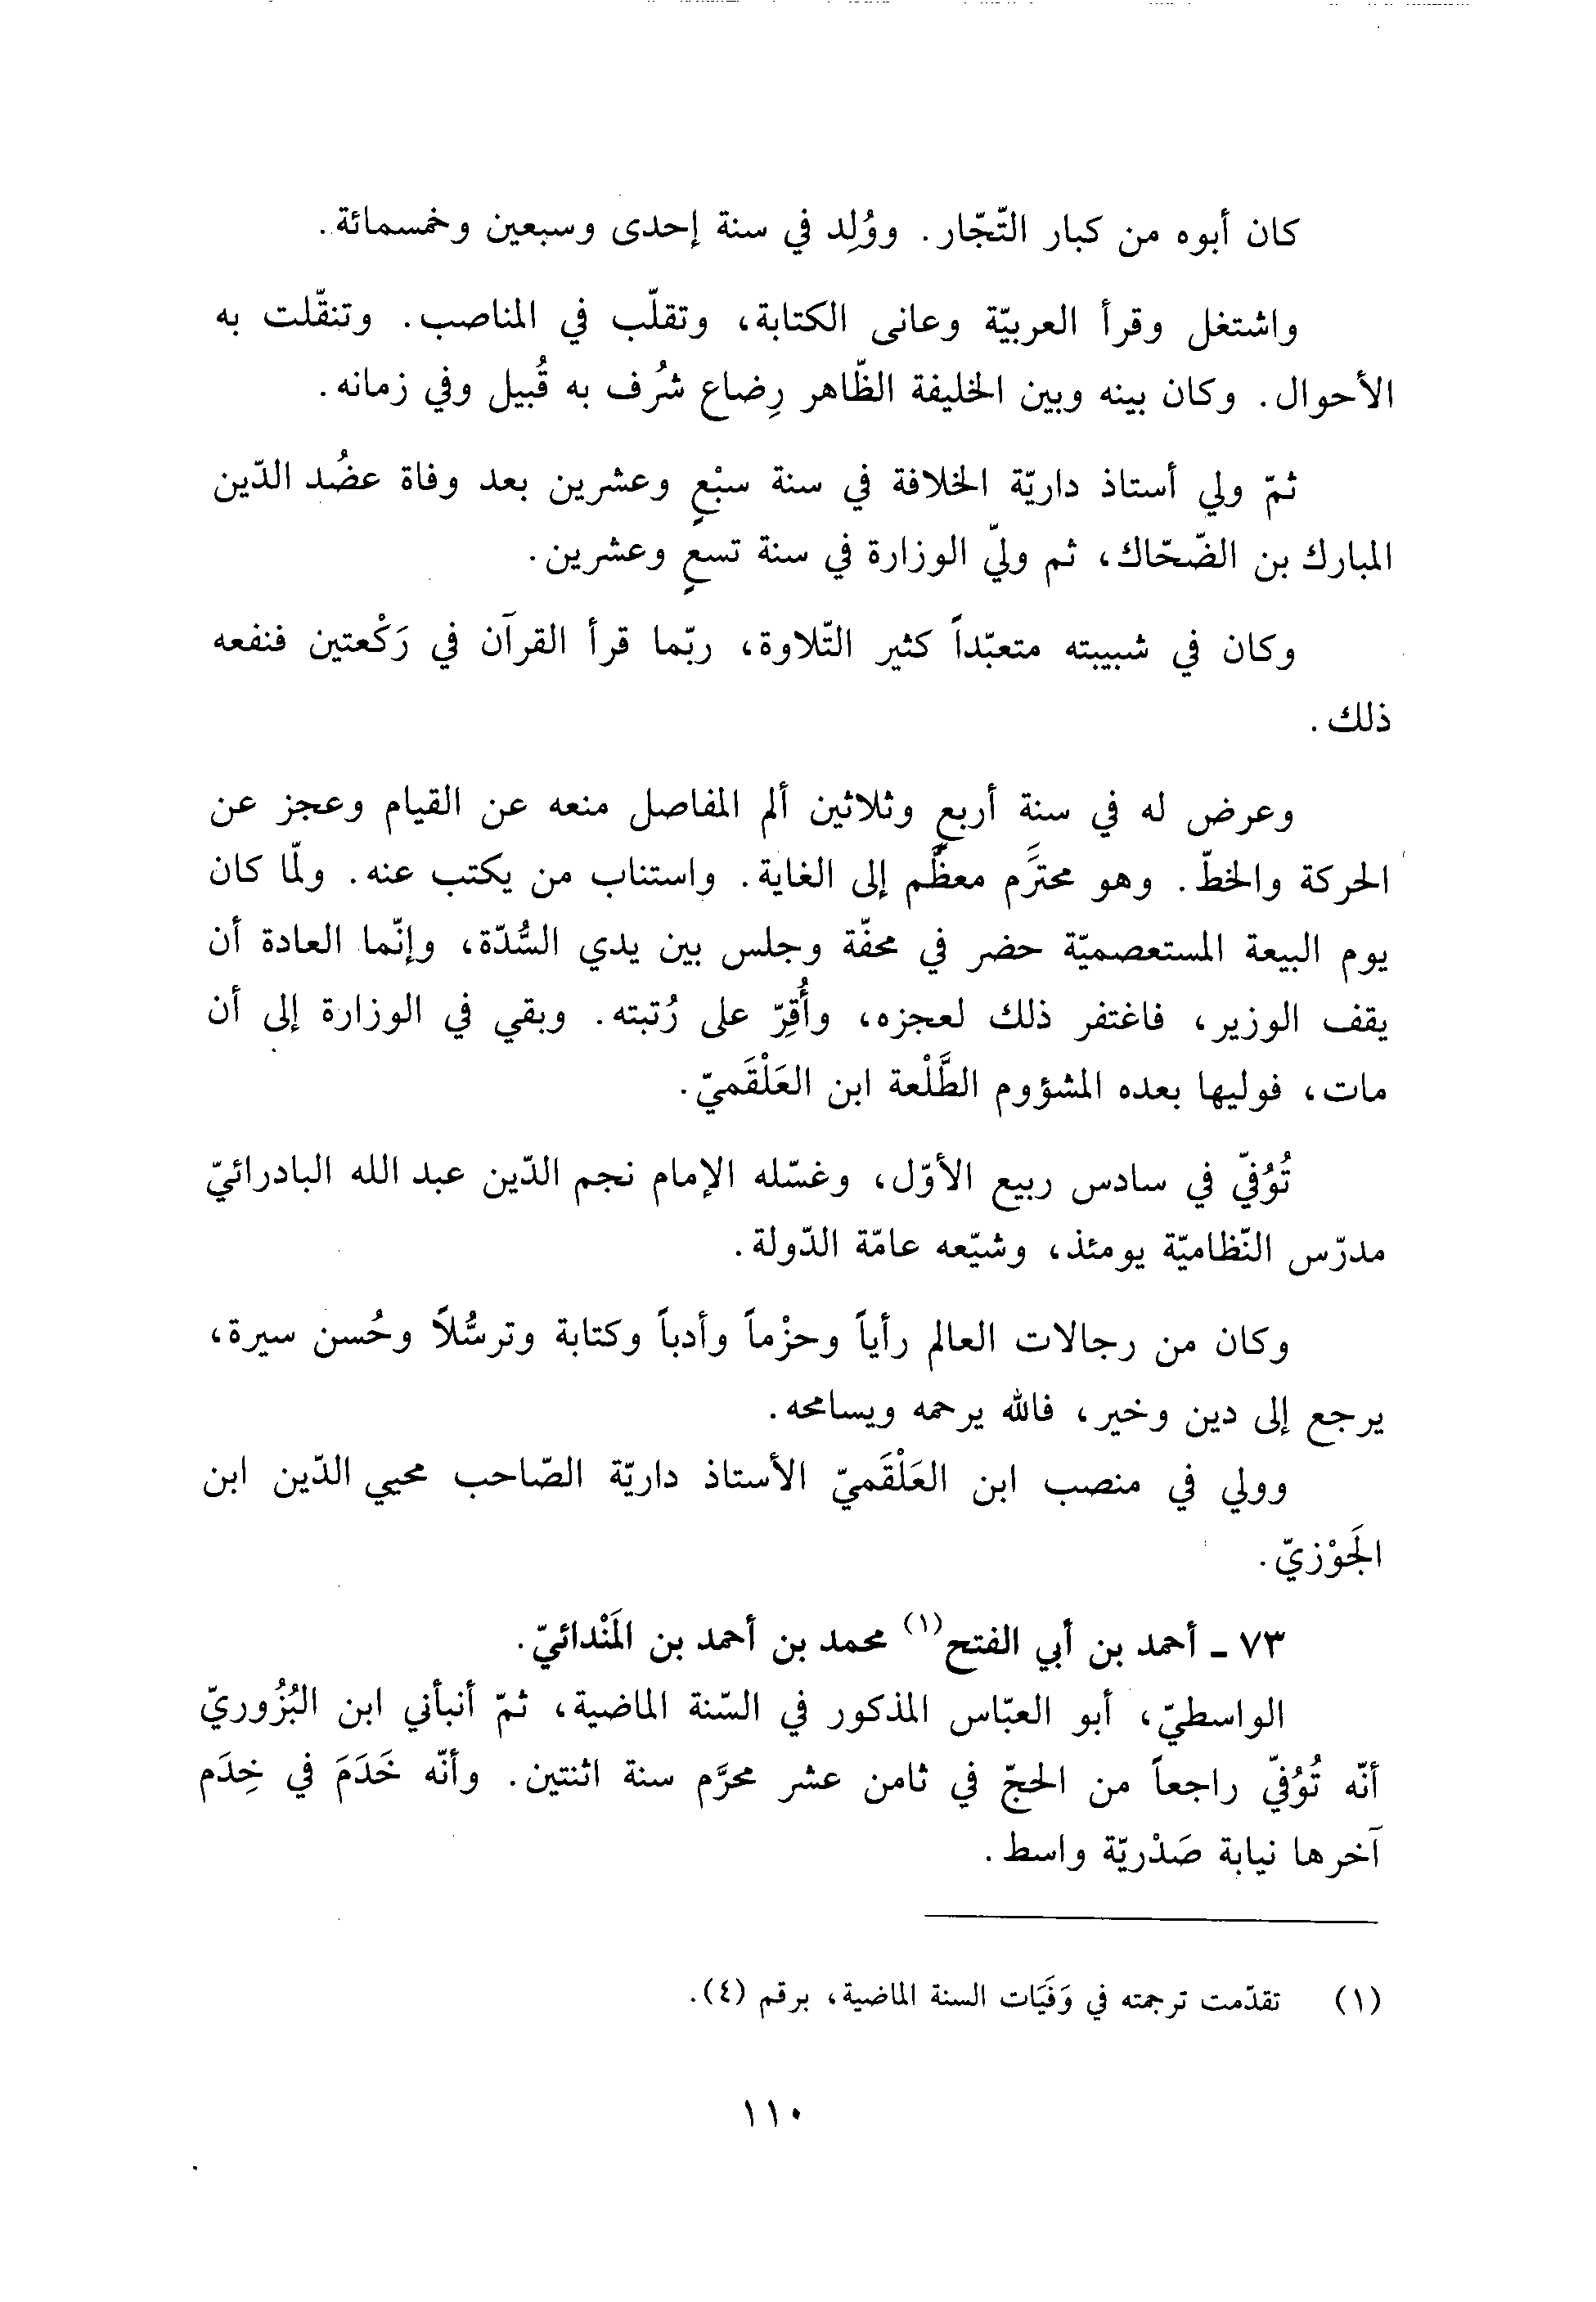 كان أبوه من كبار التّجّار. ووُلِد في سنة إحدى وسبعين وخمسمائة.
واشتغل وقرأ العربيّة وعانى الكتابة، وتقلّب في المناصب. وتنقّلت به
الأحوال. وكان بينه وبين الخليفة الظّاهر رِضاع شرُف به قُبيل وفي زمانه.
ثمّ ولي أستاذ داريّة الخلافة في سنة سبْعٍ وعشرين بعد وفاة عضُد الدّين
المبارك بن الضّحّاك، ثم وليّ الوزارة في سنة تسعٍ وعشرين.
وكان في شبيبته متعبّداً كثير التّلاوة، ربّما قرأ القرآن في رَكْعتين فنفعه
ذلك.
وعرض له في سنة أربعٍ وثلاثين ألم المفاصل منعه عن القيام وعجز عن
الحركة والخطّ. وهو محترَم معظَّم إلى الغاية. واستناب من يكتب عنه. ولّما كان
يوم البيعة المستعصميّة حضر في محفّة وجلس بين يدي السُّدّة، وإنّما العادة أن
يقف الوزير، فاغتفر ذلك لعجزه، وأُقِرّ على رُتبته. وبقي في الوزارة إلى أن
مات، فوليها بعده المشؤوم الطَّلْعة ابن العَلْقَميّ.
تُوُفيّ في سادس ربيع الأوّل، وغسّله الإمام نجم الدّين عبد الله البادرائيّ
مدرّس النّظاميّة يومئذ، وشيّعه عامّة الدّولة.
وكان من رجالات العالم رأياً وحزْماً وأدباً وكتابة وترسُّلاً وحُسن سيرة،
يرجع إلى دين وخير، فالله يرحمه ويسامحه.
وولي في منصب ابن العَلْقَميّ الأستاذ داريّة الصّاحب محيي الدّين ابن
الجَوْزيّ.
٧٣ ـ أحمد بن أبي الفتح(١) محمد بن أحمد بن المَنْدائيّ.
الواسطيّ، أبو العبّاس المذكور في السّنة الماضية، ثمّ أنبأني ابن البُزُوريّ
أنّه تُوُفيّ راجعاً من الحجّ في ثامن عشر محرَّم سنة اثنتين. وأنّه خَدَمَ في خِدَم
آخرها نيابة صَدْريّة واسط.
(١) تقدّمت ترجمته في وَفَيَات السنة الماضية، برقم (٤).
١١٠